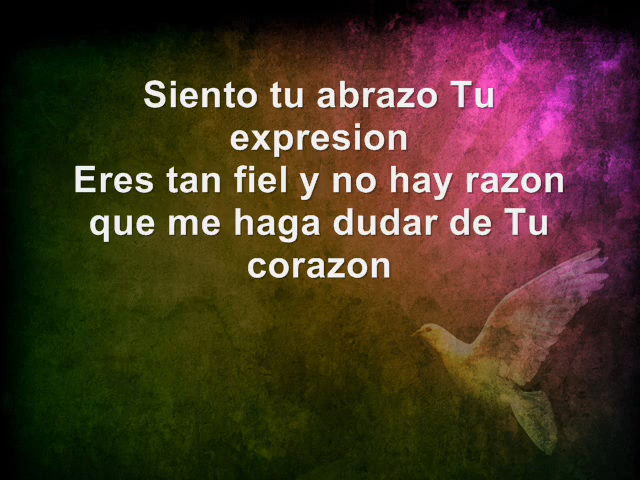 Siento tu abrazo Tu
expresion
Eres tan fiel y no hay razon
que me haga dudar de Tu
corazon